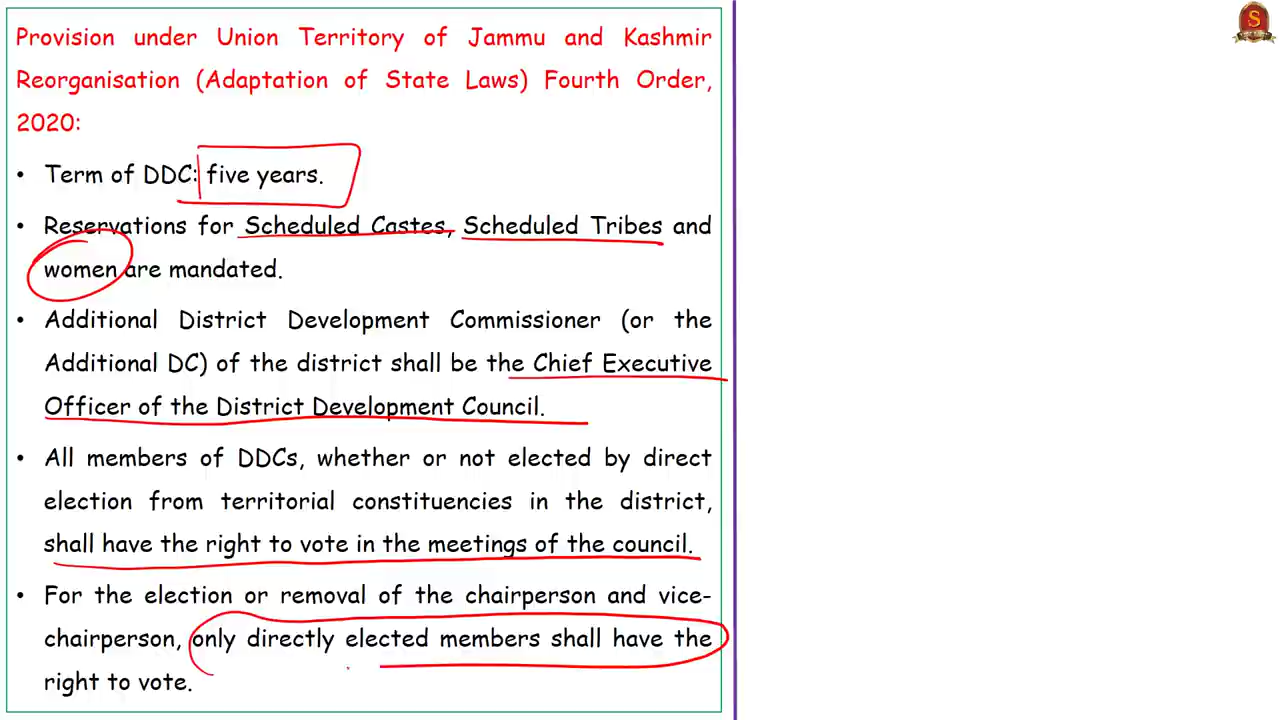 Provision under Union Territory of Jammu and Kashmir
Reorganisation (Adaptation of State Laws) Fourth Order,
2020:
• Term of DDC: five years.
• Reservations for Scheduled Castes, Scheduled Tribes and
women are mandated.
• Additional District Development Commissioner (or the
Additional DC) of the district shall be the Chief Executive
Officer of the District Development Council.
• All members of DDCs, whether or not elected by direct
election from territorial constituencies in the district,
shall have the right to vote in the meetings of the council.
• For the election or removal of the chairperson and vice-
chairperson, only directly elected members shall have the
right to vote.
S